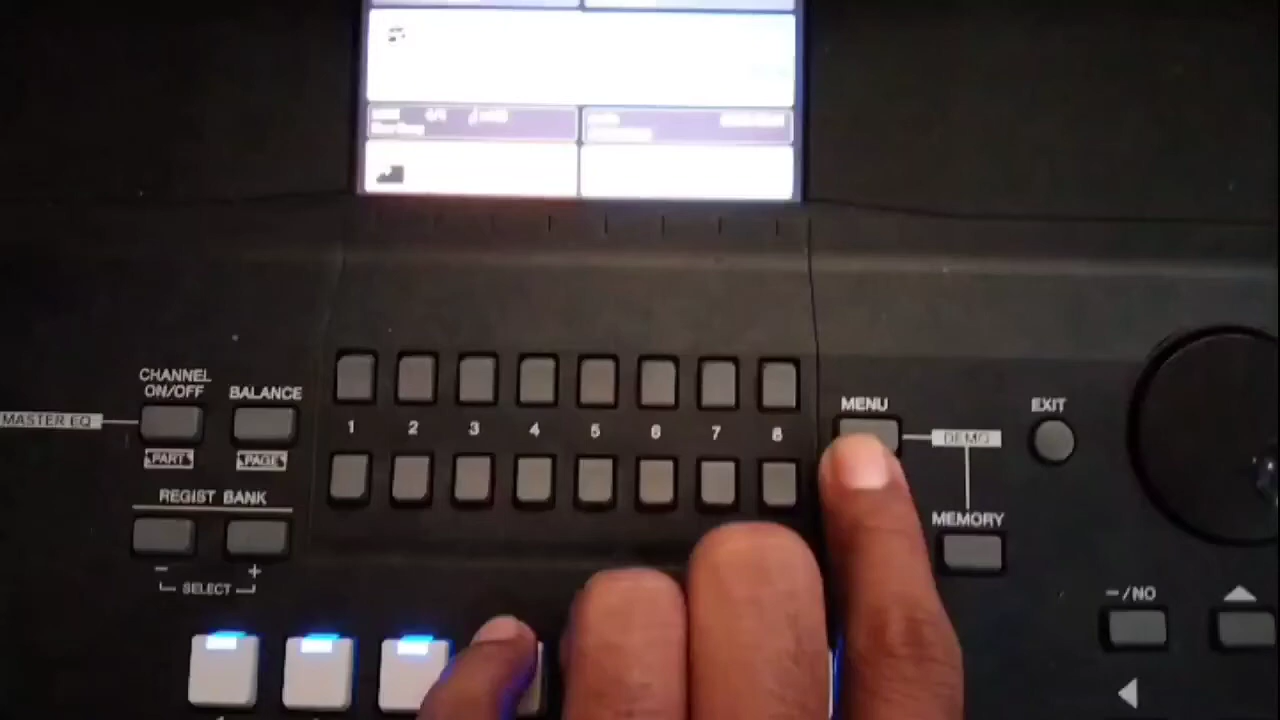 CHANNEL
ON/OFF
BALANCE
MASTER EQ
PART
PAGE
REGIST BANK
- +
SELECT
1 2 3 4 5 6 7 8
MENU
DEMO
EXIT
MEMORY
-/NO